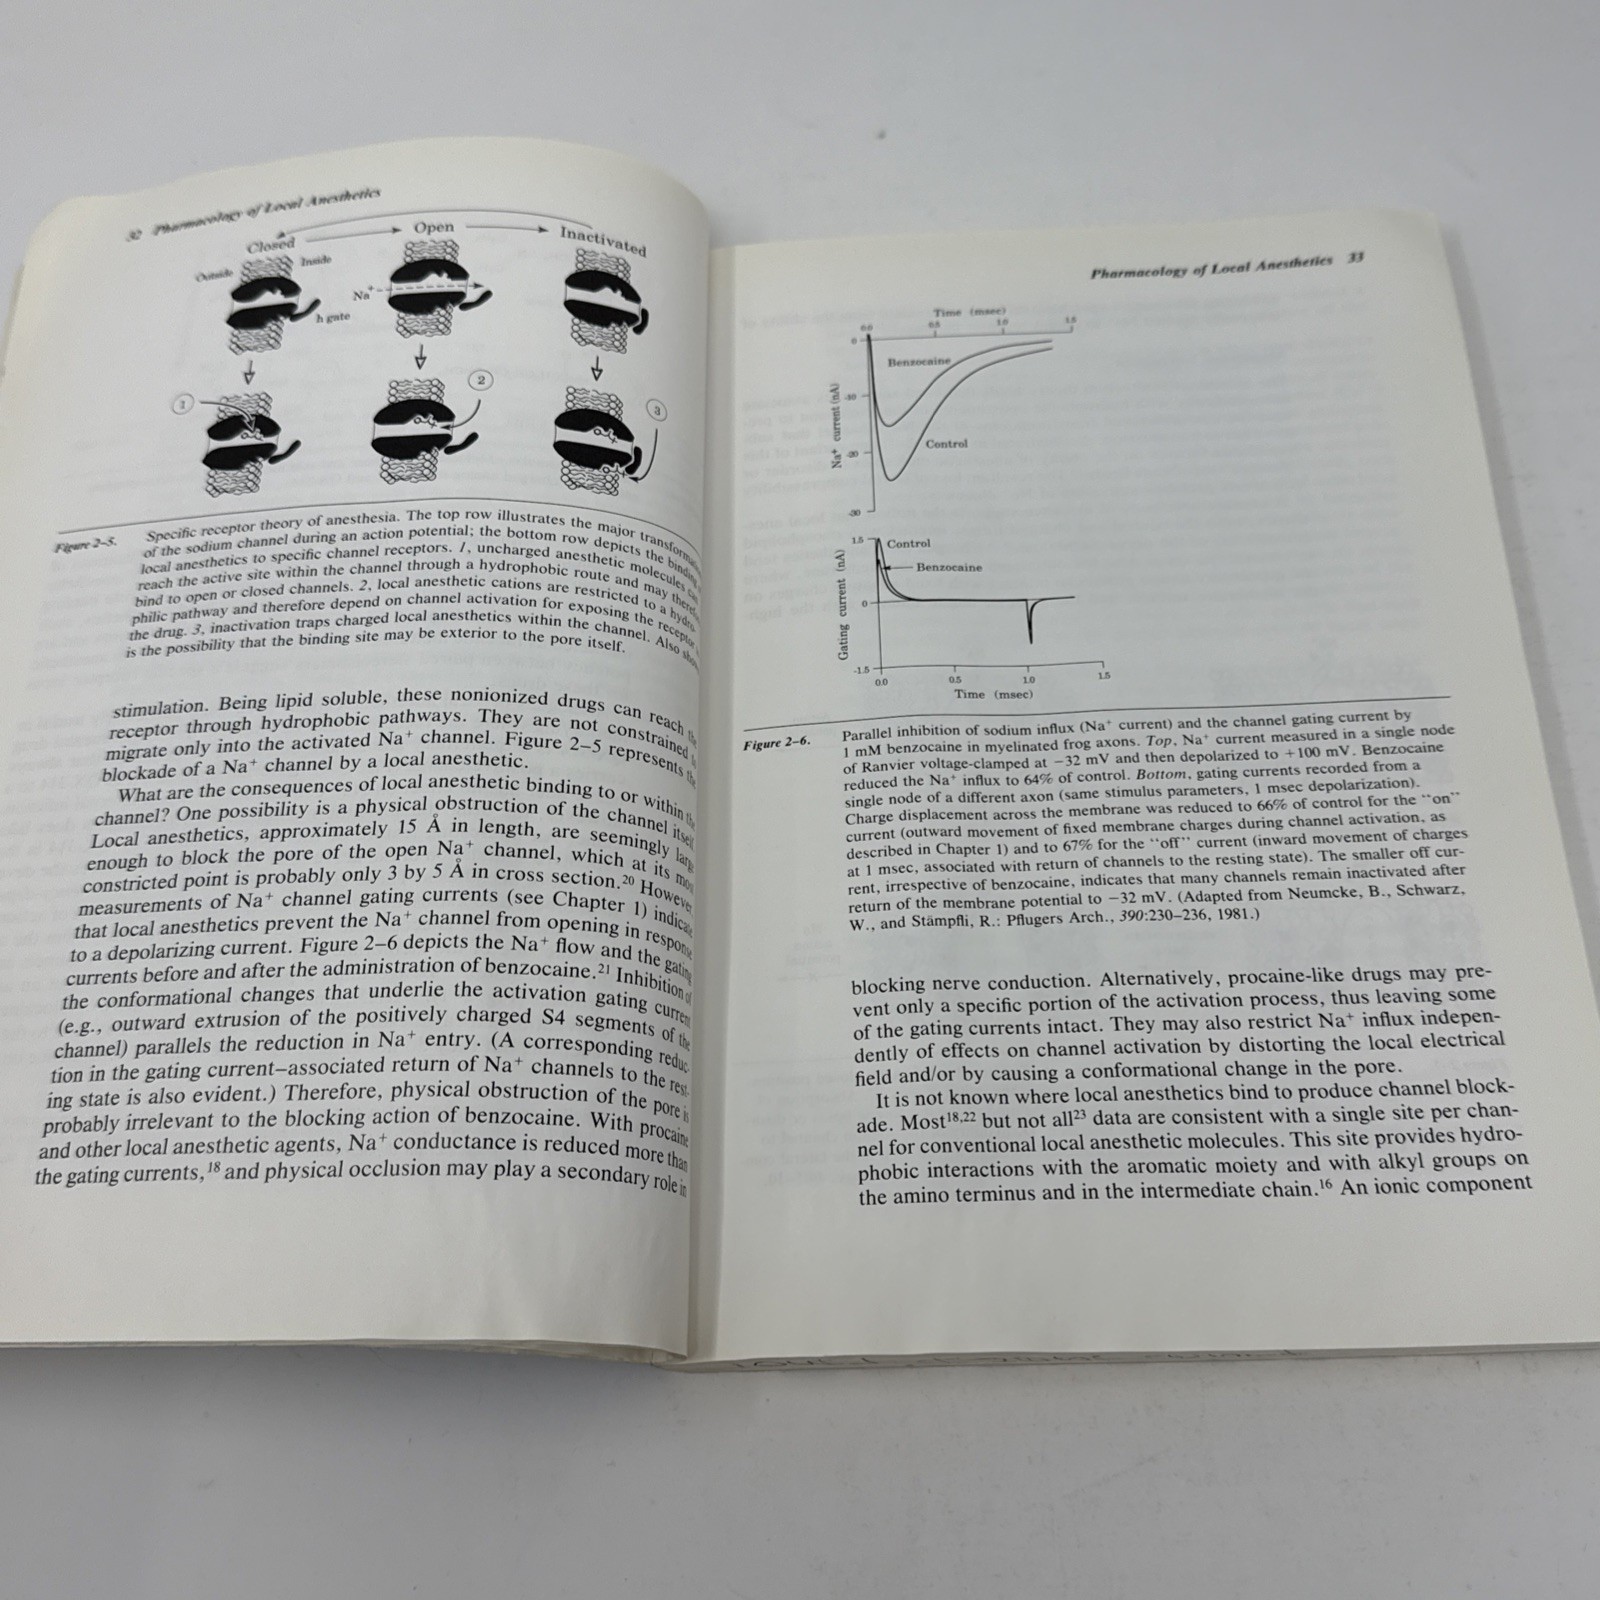 32 Pharmacology of Local Anesthetics
Closed
Open
Inactivated
Outside
Inside
Na+
h gate
1
2
3
Figure 2–5. Specific receptor theory of anesthesia. The top row illustrates the major
of the sodium channel during an action potential; the bottom row depicts the
local anesthetics to specific channel receptors. 1, uncharged anesthetic molecules
reach the active site within the channel through a hydrophobic route and may
bind to open or closed channels. 2, local anesthetic cations are restricted to a
philic pathway and therefore depend on channel activation for exposing the
the drug. 3, inactivation traps charged local anesthetics within the channel. Also
is the possibility that the binding site may be exterior to the pore itself.
stimulation. Being lipid soluble, these nonionized drugs can reach the
receptor through hydrophobic pathways. They are not constrained
migrate only into the activated Na+ channel. Figure 2–5 represents the
blockade of a Na+ channel by a local anesthetic.
What are the consequences of local anesthetic binding to or within the
channel? One possibility is a physical obstruction of the channel itself.
Local anesthetics, approximately 15 Å in length, are seemingly
enough to block the pore of the open Na+ channel, which at its
constricted point is probably only 3 by 5 Å in cross section.20
measurements of Na+ channel gating currents (see Chapter 1) indicate
that local anesthetics prevent the Na+ channel from opening in response
to a depolarizing current. Figure 2–6 depicts the Na+ flow and the gating
currents before and after the administration of benzocaine.21 Inhibition of
the conformational changes that underlie the activation gating current
(e.g., outward extrusion of the positively charged S4 segments of the
channel) parallels the reduction in Na+ entry. (A corresponding reduc-
tion in the gating current–associated return of Na+ channels to the rest-
ing state is also evident.) Therefore, physical obstruction of the pore is
probably irrelevant to the blocking action of benzocaine. With procaine
and other local anesthetic agents, Na+ conductance is reduced more than
the gating currents,18 and physical occlusion may play a secondary role in
Pharmacology of Local Anesthetics 33
Time (msec)
0.0 0.5 1.0 1.5
0
-10
-20
-30
Na+ current (nA)
Benzocaine
Control
1.5
0
-1.5
Gating current (nA)
Control
Benzocaine
0.0 0.5 1.0 1.5
Time (msec)
Figure 2–6. Parallel inhibition of sodium influx (Na+ current) and the channel gating current by
1 mM benzocaine in myelinated frog axons. Top, Na+ current measured in a single node
of Ranvier voltage-clamped at −32 mV and then depolarized to +100 mV. Benzocaine
reduced the Na+ influx to 64% of control. Bottom, gating currents recorded from a
single node of a different axon (same stimulus parameters, 1 msec depolarization).
Charge displacement across the membrane was reduced to 66% of control for the "on"
current (outward movement of fixed membrane charges during channel activation, as
described in Chapter 1) and to 67% for the "off" current (inward movement of charges
at 1 msec, associated with return of channels to the resting state). The smaller off cur-
rent, irrespective of benzocaine, indicates that many channels remain inactivated after
return of the membrane potential to −32 mV. (Adapted from Neumcke, B., Schwarz,
W., and Stämpfli, R.: Pflugers Arch., 390:230–236, 1981.)
blocking nerve conduction. Alternatively, procaine-like drugs may pre-
vent only a specific portion of the activation process, thus leaving some
of the gating currents intact. They may also restrict Na+ influx indepen-
dently of effects on channel activation by distorting the local electrical
field and/or by causing a conformational change in the pore.
It is not known where local anesthetics bind to produce channel block-
ade. Most18,22 but not all23 data are consistent with a single site per chan-
nel for conventional local anesthetic molecules. This site provides hydro-
phobic interactions with the aromatic moiety and with alkyl groups on
the amino terminus and in the intermediate chain.16 An ionic component